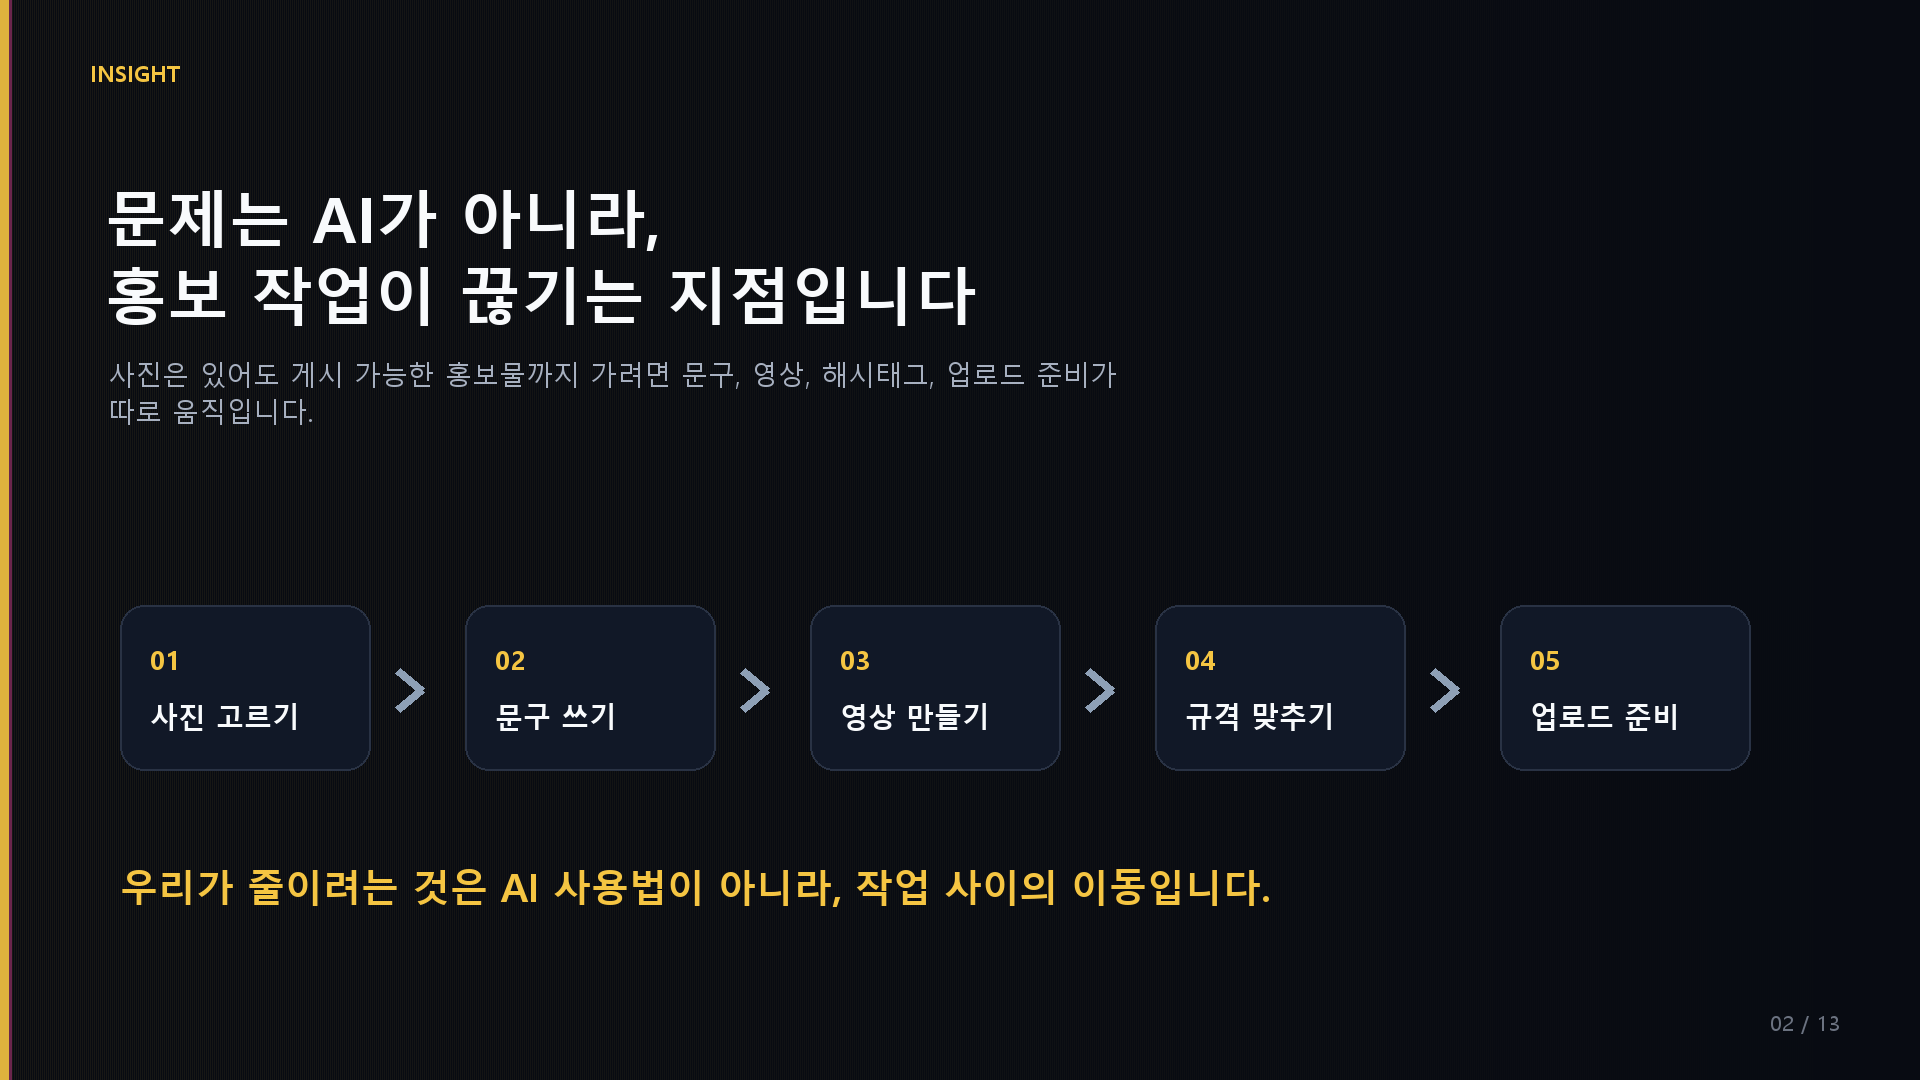 INSIGHT
문제는 AI가 아니라,
홍보 작업이 끊기는 지점입니다
사진은 있어도 게시 가능한 홍보물까지 가려면 문구, 영상, 해시태그, 업로드 준비가
따로 움직입니다.
01
사진 고르기
02
문구 쓰기
03
영상 만들기
04
규격 맞추기
05
업로드 준비
우리가 줄이려는 것은 AI 사용법이 아니라, 작업 사이의 이동입니다.
02 / 13